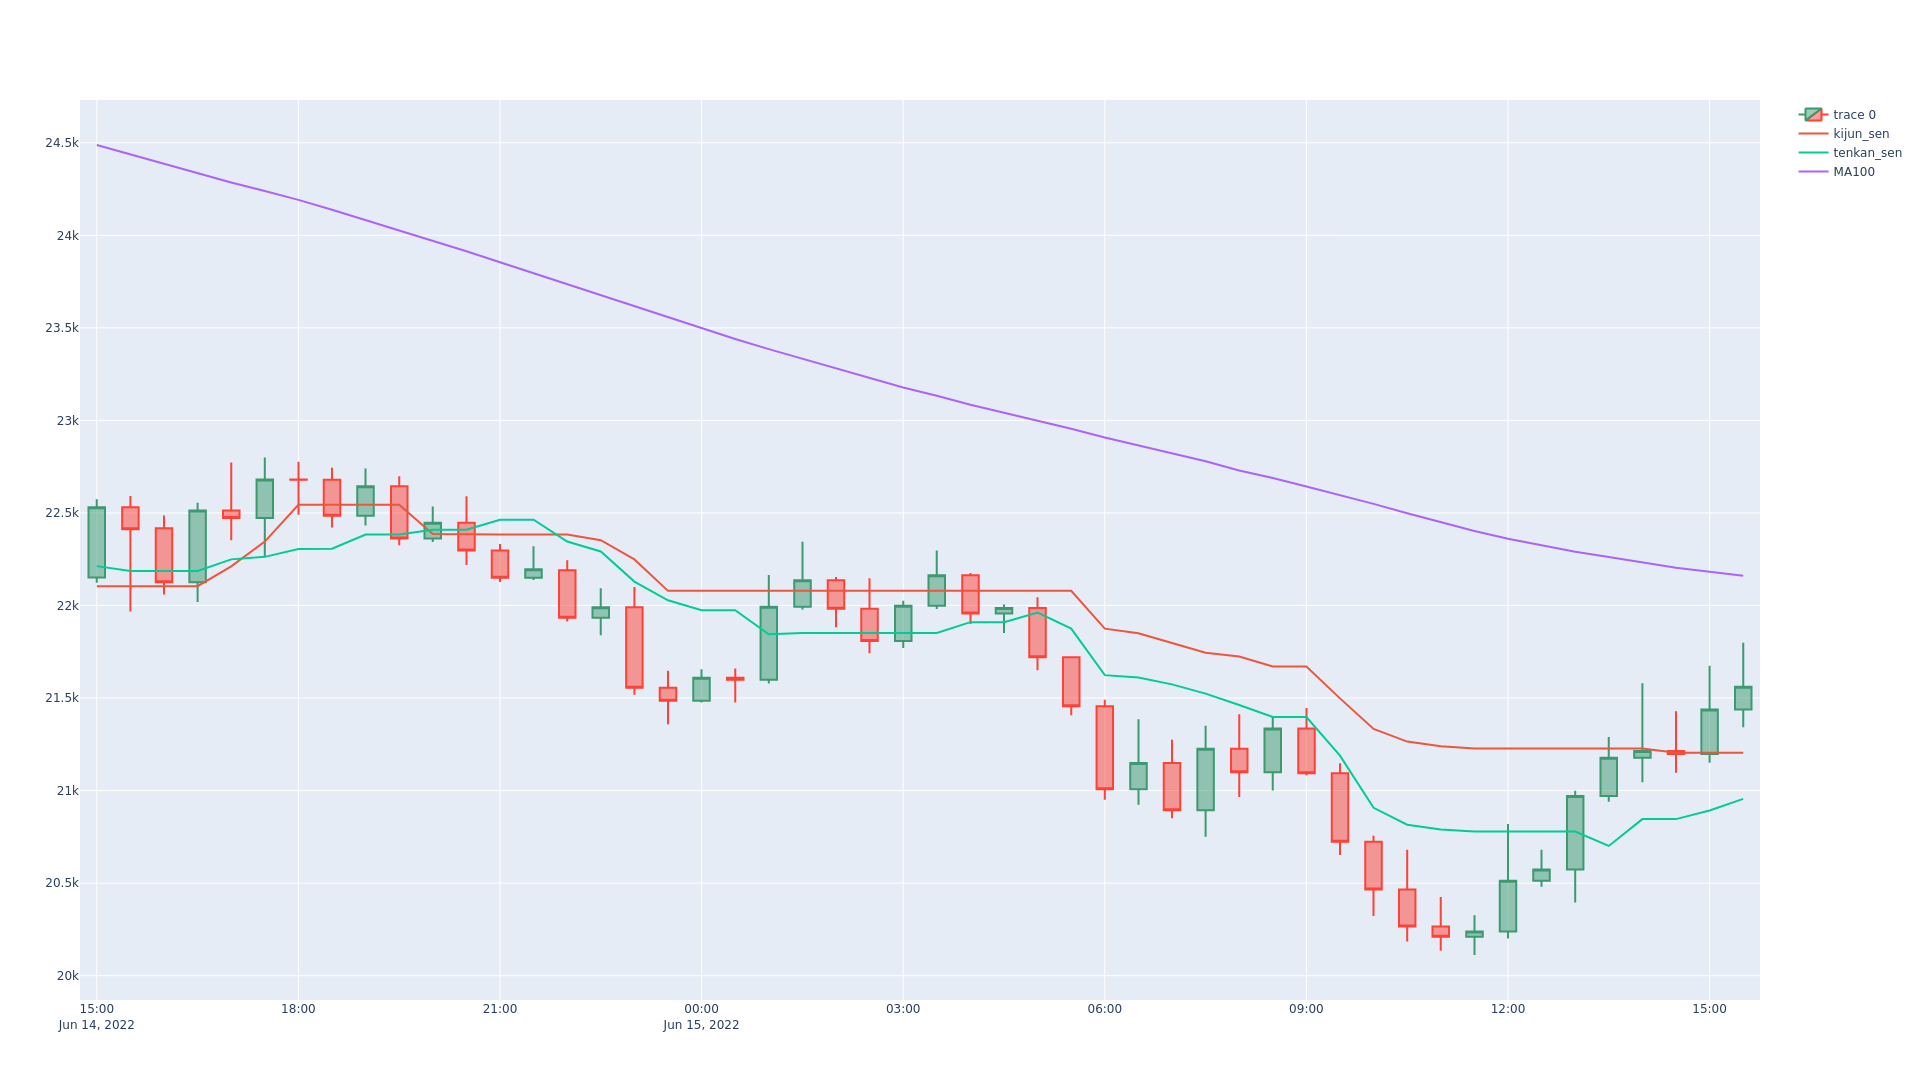 trace 0
kijun_sen
tenkan_sen
MA100
24.5k
24k
23.5k
23k
22.5k
22k
21.5k
21k
20.5k
20k
15:00 18:00 21:00 00:00 03:00 06:00 09:00 12:00 15:00
Jun 14, 2022 Jun 15, 2022